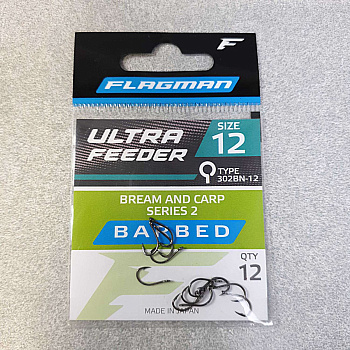 FLAGMAN
ULTRA
FEEDER
SIZE
12
TYPE
302BN-12
BREAM AND CARP
SERIES 2
BARBED
QTY
12
MADE IN JAPAN